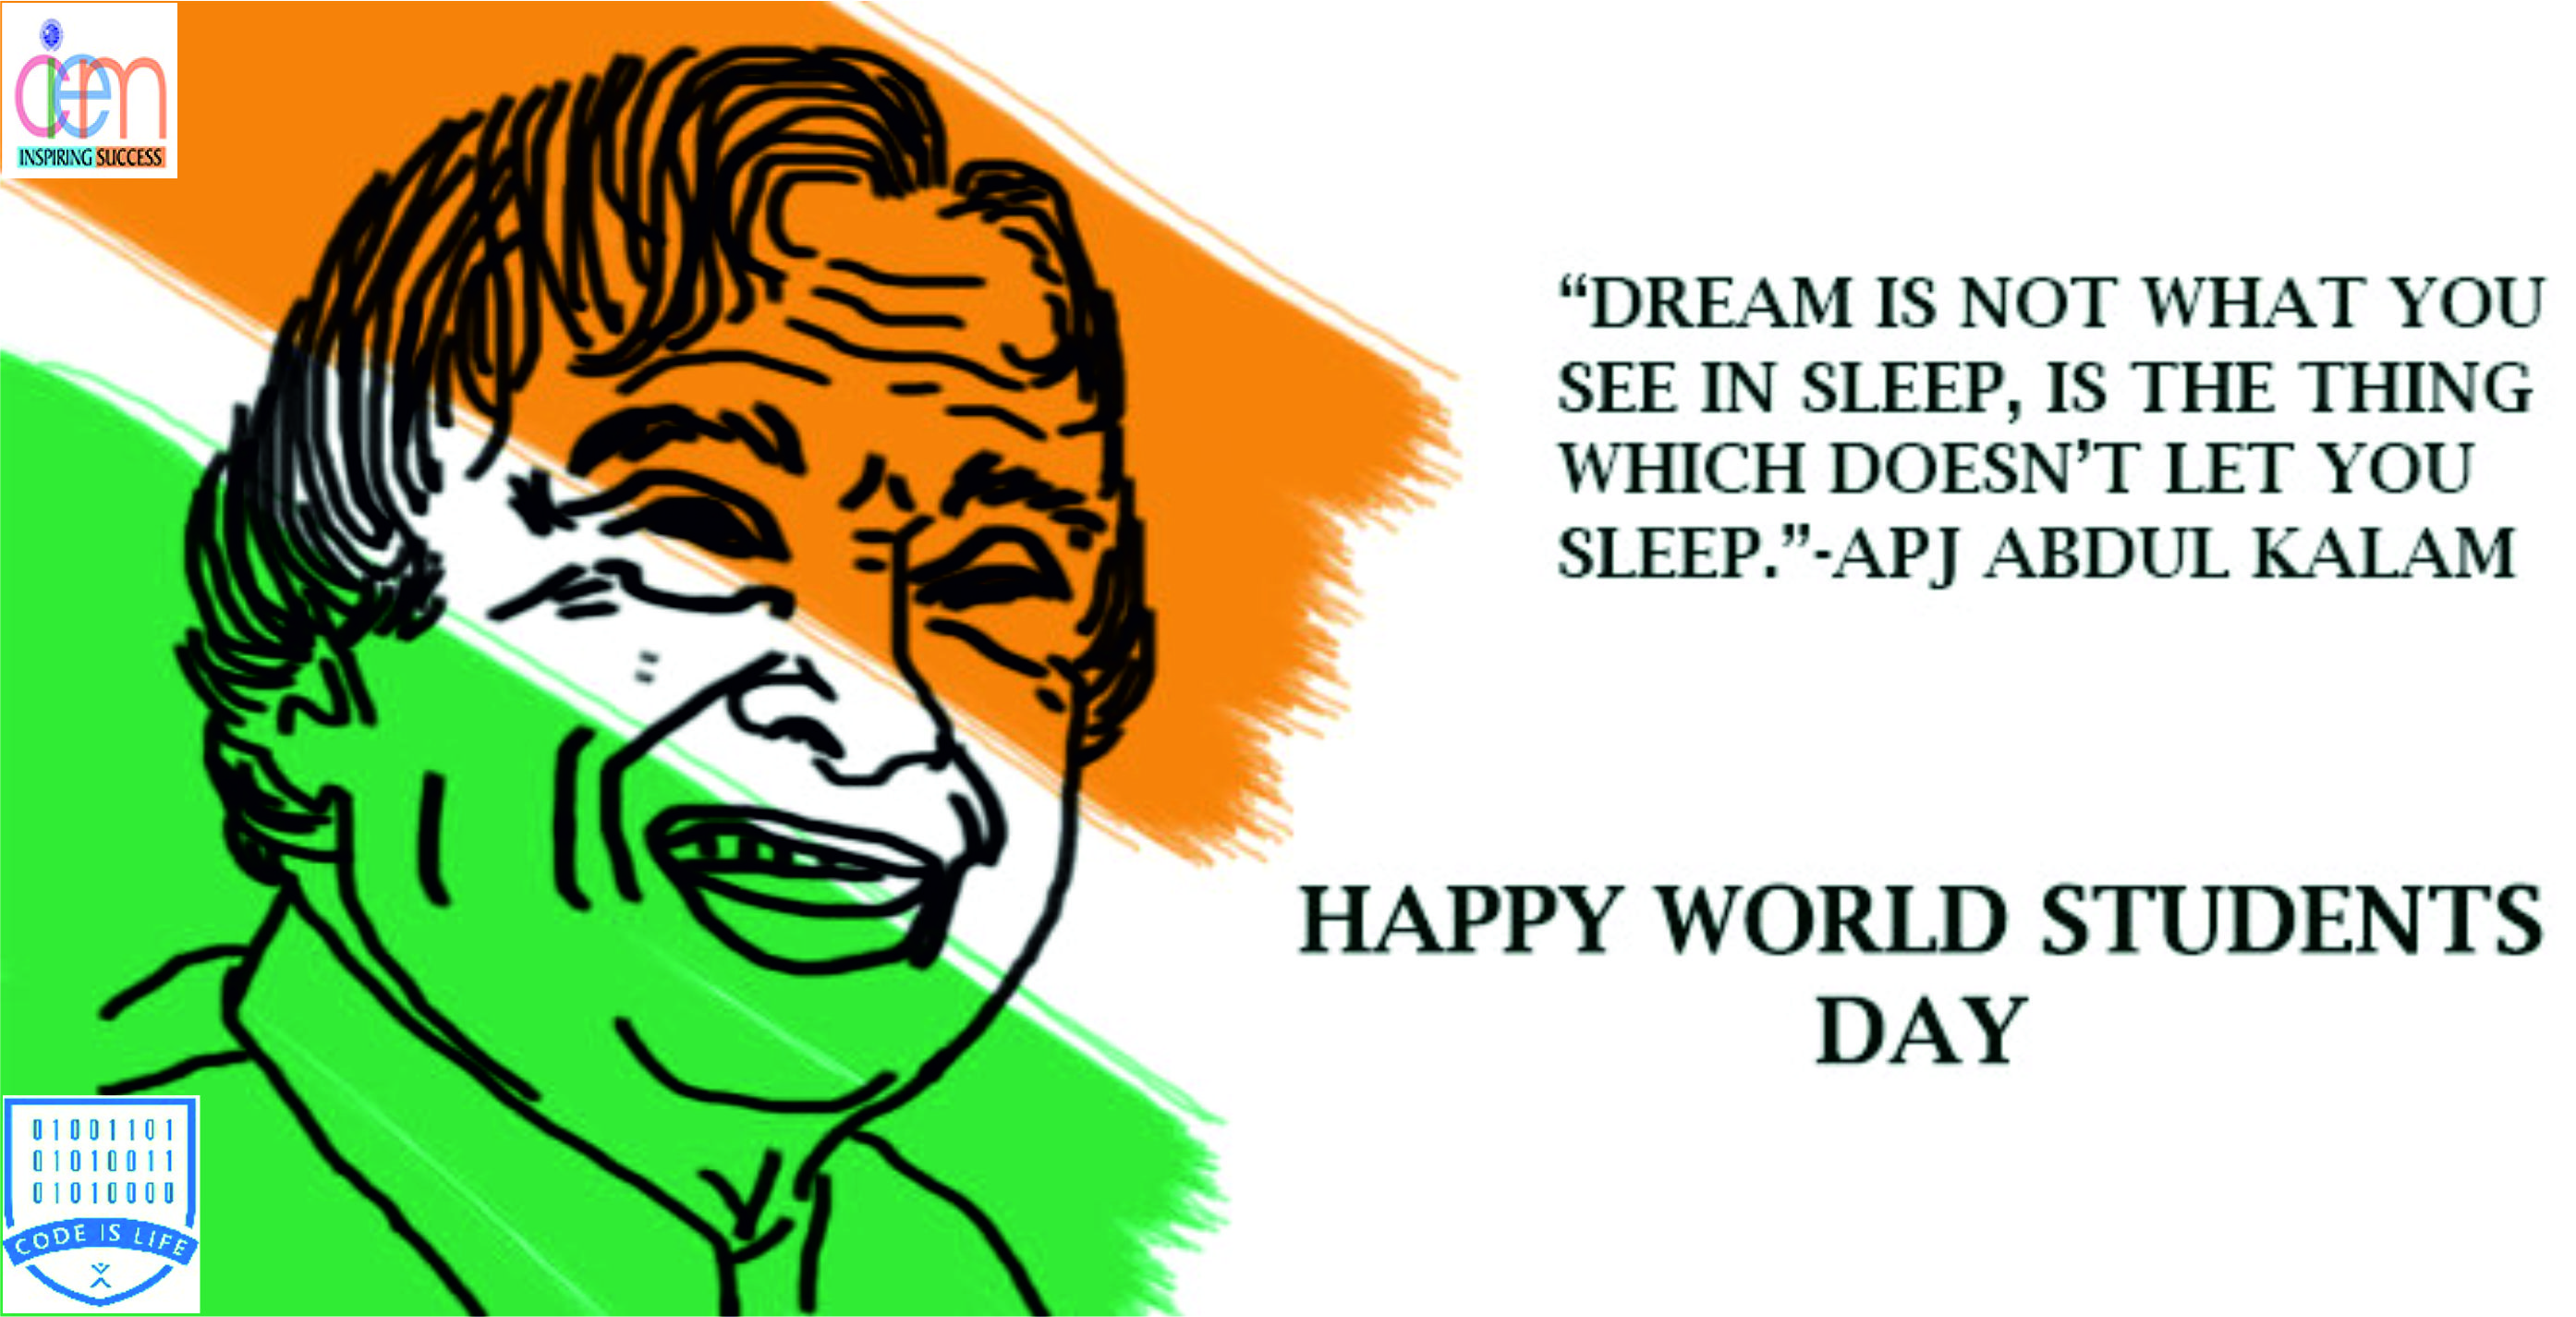 iem
INSPIRING SUCCESS
“DREAM IS NOT WHAT YOU
SEE IN SLEEP, IS THE THING
WHICH DOESN’T LET YOU
SLEEP.”-APJ ABDUL KALAM
HAPPY WORLD STUDENTS
DAY
01001101
01010011
01010000
CODE IS LIFE